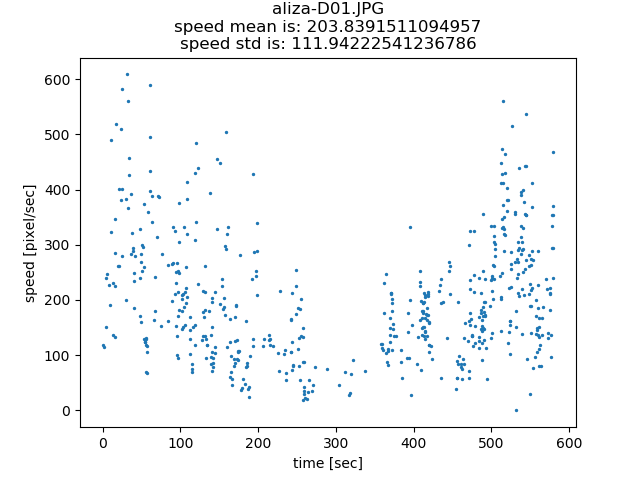 aliza-D01.JPG
speed mean is: 203.8391511094957
speed std is: 111.94222541236786
600
500
400
300
200
100
0
speed [pixel/sec]
0 100 200 300 400 500 600
time [sec]